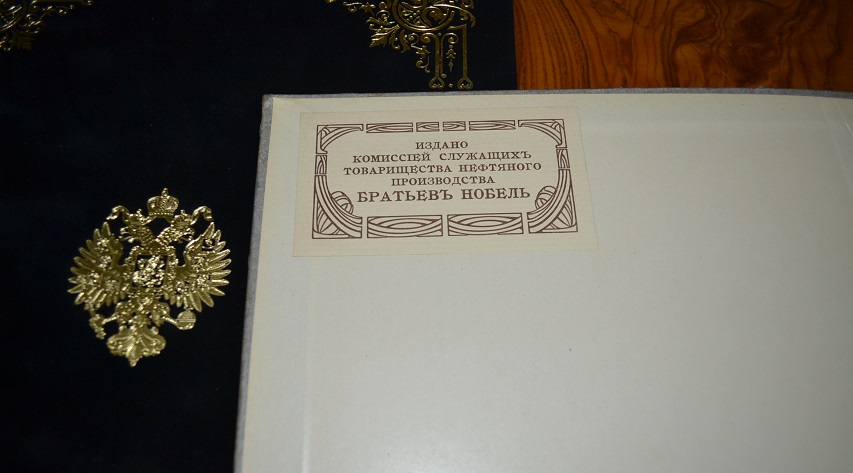 ИЗДАНО
КОМИССІЕЙ СЛУЖАЩИХЪ
ТОВАРИЩЕСТВА НЕФТЯНОГО
ПРОИЗВОДСТВА
БРАТЬЕВЪ НОБЕЛЬ